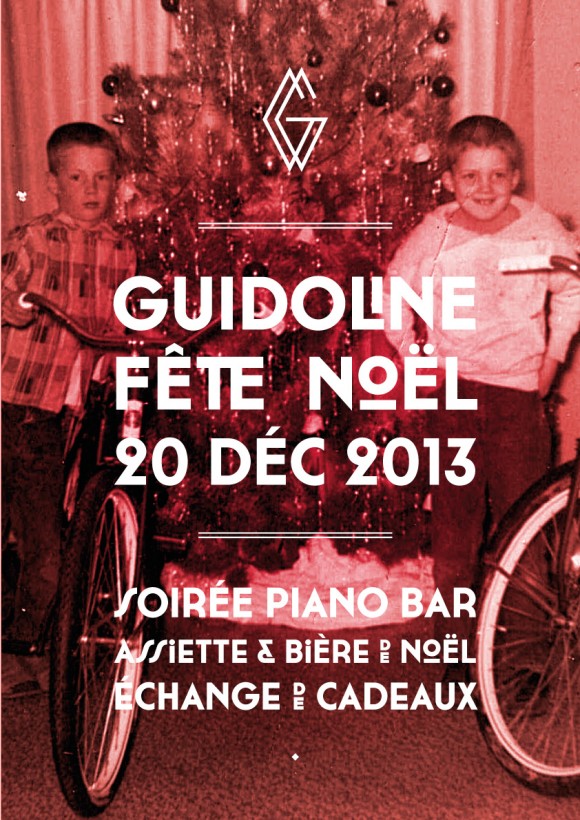 G
GUIDOLINE
FÊTE NOËL
20 DÉC 2013
SOIRÉE PIANO BAR
ASSiETTE & BiÈRE DE NOËL
ÉCHANGE DE CADEAUX